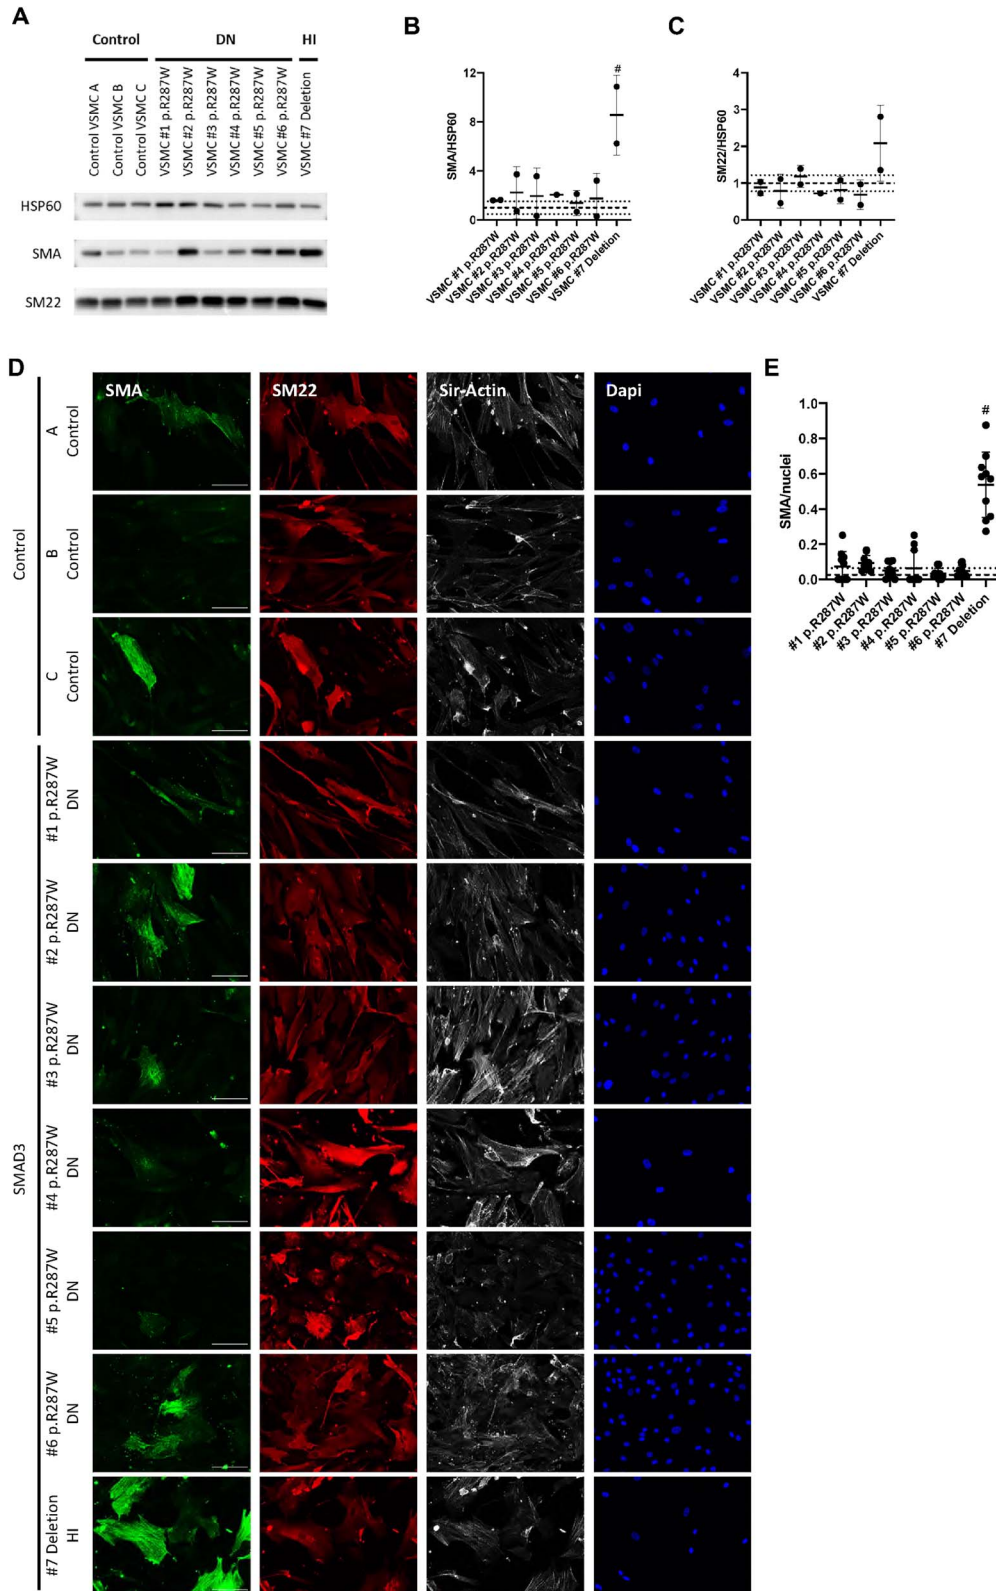 A
Control
DN
HI
Control VSMC A
Control VSMC B
Control VSMC C
VSMC #1 p.R287W
VSMC #2 p.R287W
VSMC #3 p.R287W
VSMC #4 p.R287W
VSMC #5 p.R287W
VSMC #6 p.R287W
VSMC #7 Deletion
HSP60
SMA
SM22
B
SMA/HSP60
12
8
4
0
#
VSMC #1 p.R287W
VSMC #2 p.R287W
VSMC #3 p.R287W
VSMC #4 p.R287W
VSMC #5 p.R287W
VSMC #6 p.R287W
VSMC #7 Deletion
C
SM22/HSP60
4
3
2
1
0
VSMC #1 p.R287W
VSMC #2 p.R287W
VSMC #3 p.R287W
VSMC #4 p.R287W
VSMC #5 p.R287W
VSMC #6 p.R287W
VSMC #7 Deletion
D
SMA
SM22
Sir-Actin
Dapi
Control
A
Control
B
Control
C
Control
SMAD3
#1 p.R287W
DN
#2 p.R287W
DN
#3 p.R287W
DN
#4 p.R287W
DN
#5 p.R287W
DN
#6 p.R287W
DN
#7 Deletion
HI
E
SMA/nuclei
1.0
0.8
0.6
0.4
0.2
0.0
#
#1 p.R287W
#2 p.R287W
#3 p.R287W
#4 p.R287W
#5 p.R287W
#6 p.R287W
#7 Deletion